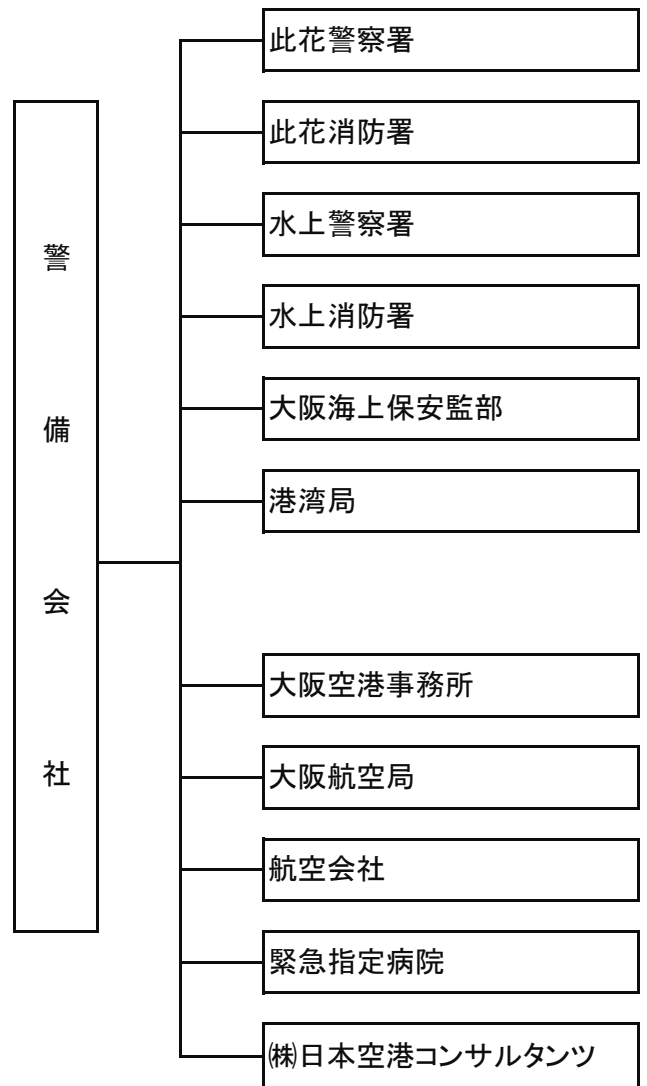 警備会社
此花警察署
此花消防署
水上警察署
水上消防署
大阪海上保安監部
港湾局
大阪空港事務所
大阪航空局
航空会社
緊急指定病院
㈱日本空港コンサルタンツ